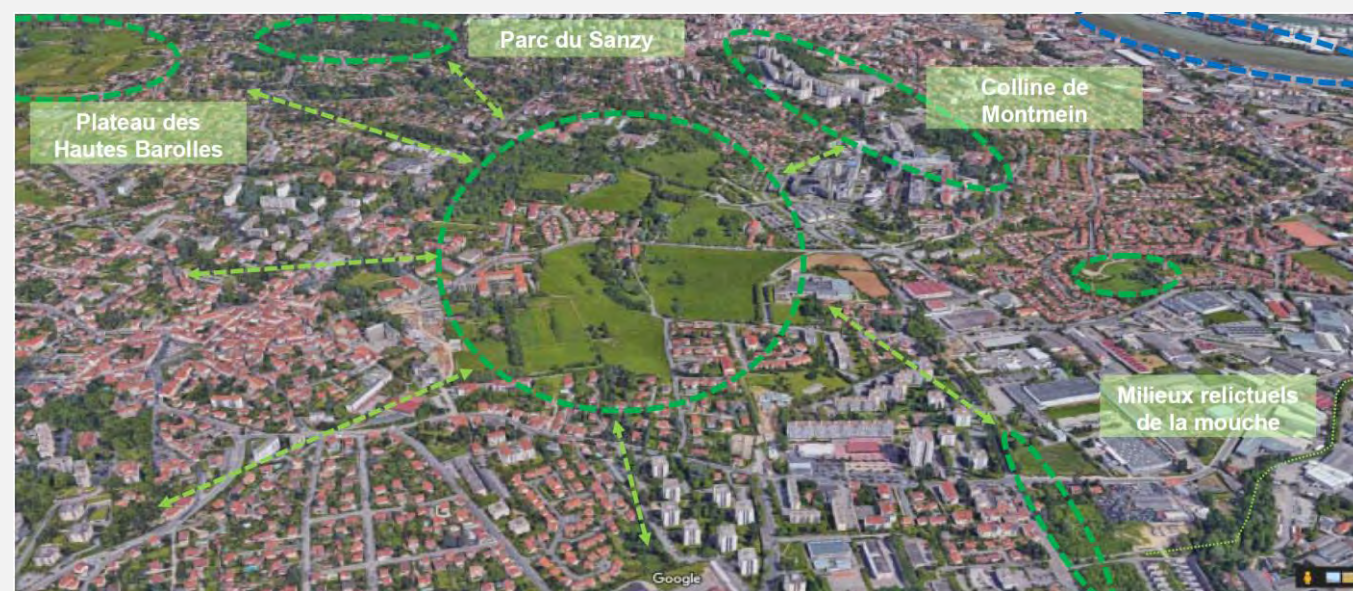 Parc du Sanzy
Colline de
Montmein
Plateau des
Hautes Barolles
Milieux relictuels
de la mouche
Google